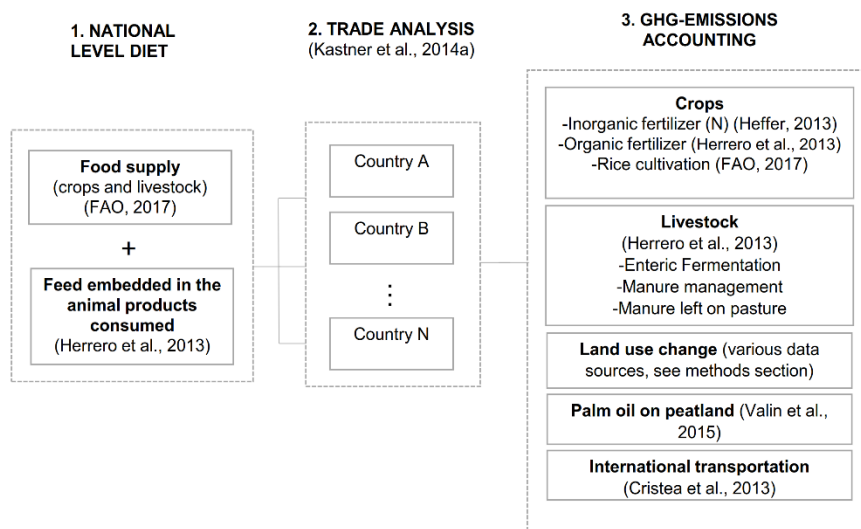 1. NATIONAL
LEVEL DIET
Food supply
(crops and livestock)
(FAO, 2017)
+
Feed embedded in the
animal products
consumed
(Herrero et al., 2013)
2. TRADE ANALYSIS
(Kastner et al., 2014a)
Country A
Country B
⋮
Country N
3. GHG-EMISSIONS
ACCOUNTING
Crops
-Inorganic fertilizer (N) (Heffer, 2013)
-Organic fertilizer (Herrero et al., 2013)
-Rice cultivation (FAO, 2017)
Livestock
(Herrero et al., 2013)
-Enteric Fermentation
-Manure management
-Manure left on pasture
Land use change (various data
sources, see methods section)
Palm oil on peatland (Valin et al.,
2015)
International transportation
(Cristea et al., 2013)